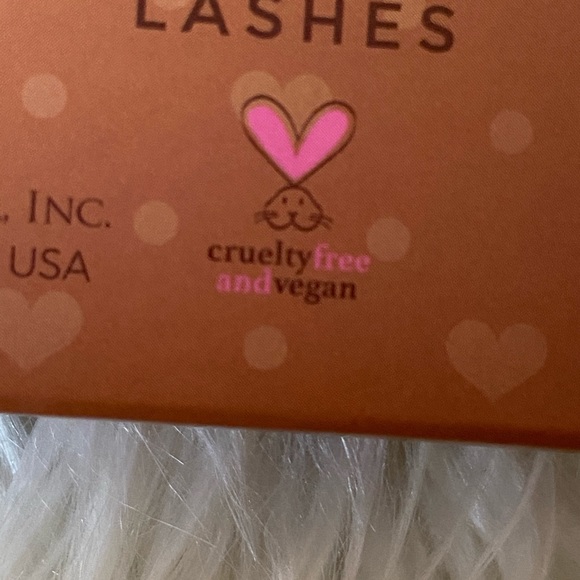 LASHES
, INC.
USA
crueltyfree
andvegan